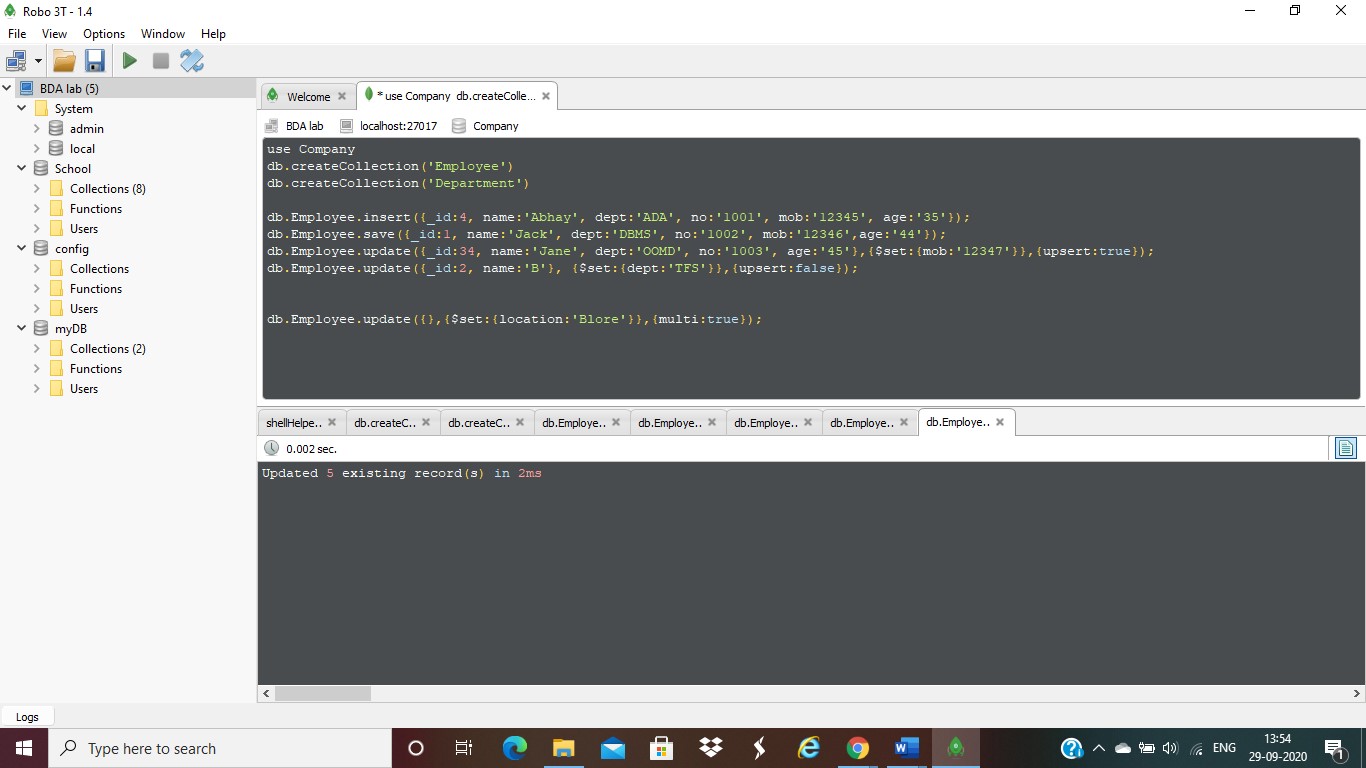 Robo 3T - 1.4
File View Options Window Help
BDA lab (5)
System
admin
local
School
Collections (8)
Functions
Users
config
Collections
Functions
Users
myDB
Collections (2)
Functions
Users
Welcome
* use Company db.createColle...
BDA lab localhost:27017 Company
use Company
db.createCollection('Employee')
db.createCollection('Department')
db.Employee.insert({_id:4, name:'Abhay', dept:'ADA', no:'1001', mob:'12345', age:'35'});
db.Employee.save({_id:1, name:'Jack', dept:'DBMS', no:'1002', mob:'12346',age:'44'});
db.Employee.update({_id:34, name:'Jane', dept:'OOMD', no:'1003', age:'45'},{$set:{mob:'12347'}},{upsert:true});
db.Employee.update({_id:2, name:'B'}, {$set:{dept:'TFS'}},{upsert:false});
db.Employee.update({},{$set:{location:'Blore'}},{multi:true});
shellHelpe.. db.createC.. db.createC.. db.Employe.. db.Employe.. db.Employe.. db.Employe.. db.Employe..
0.002 sec.
Updated 5 existing record(s) in 2ms
Logs
Type here to search
ENG
13:54
29-09-2020
1